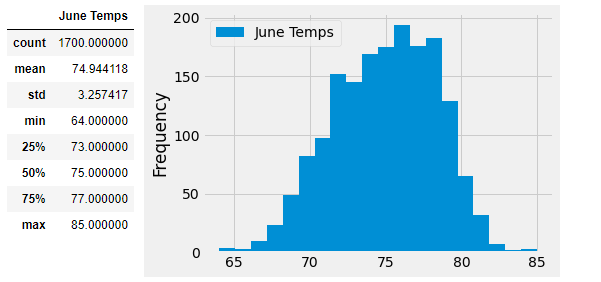 June Temps
count 1700.000000
mean 74.944118
std 3.257417
min 64.000000
25% 73.000000
50% 75.000000
75% 77.000000
max 85.000000
200
June Temps
150
Frequency
100
50
0
65 70 75 80 85